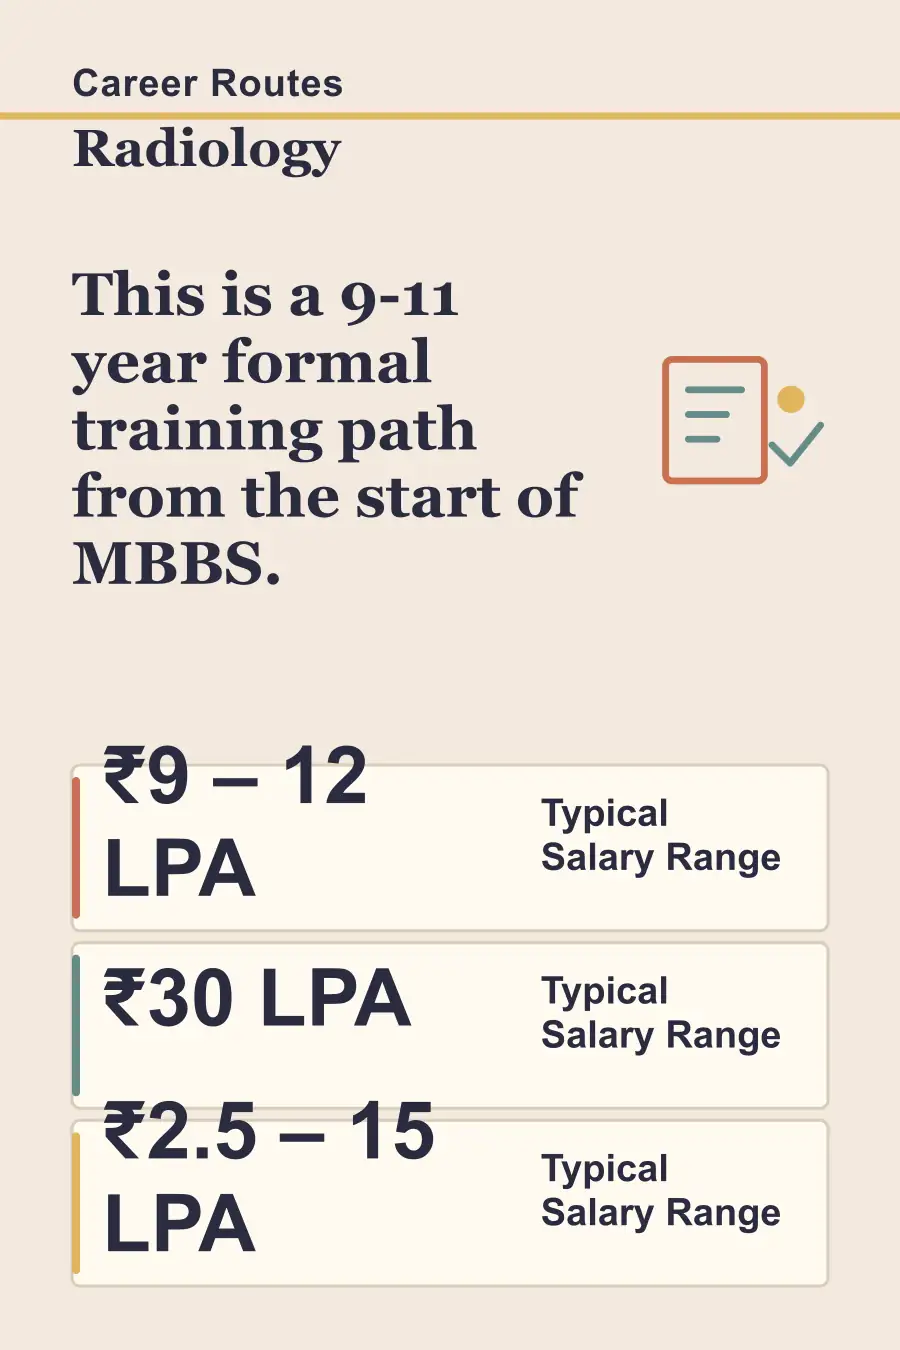 Career Routes
Radiology
This is a 9-11
year formal
training path
from the start of
MBBS.
₹9 – 12
LPA
Typical
Salary Range
₹30 LPA
Typical
Salary Range
₹2.5 – 15
LPA
Typical
Salary Range